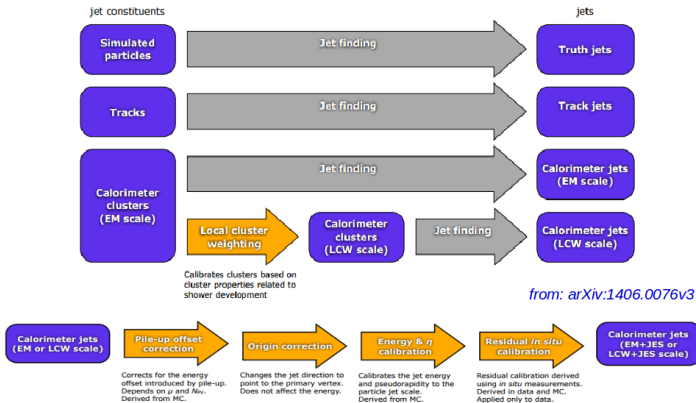 jet constituents
jets
Simulated
particles
Jet finding
Truth jets
Tracks
Jet finding
Track jets
Calorimeter
clusters
(EM scale)
Jet finding
Calorimeter jets
(EM scale)
Local cluster
weighting
Calorimeter
clusters
(LCW scale)
Jet finding
Calorimeter jets
(LCW scale)
Calibrates clusters based on
cluster properties related to
shower development
from: arXiv:1406.0076v3
Calorimeter jets
(EM or LCW scale)
Pile-up offset
correction
Origin correction
Energy & η
calibration
Residual in situ
calibration
Calorimeter jets
(EM+JES or
LCW+JES scale)
Corrects for the energy
offset introduced by pile-up.
Depends on µ and NPV.
Derived from MC.
Changes the jet direction to
point to the primary vertex.
Does not affect the energy.
Calibrates the jet energy
and pseudorapidity to the
particle jet scale.
Derived from MC.
Residual calibration derived
using in situ measurements.
Derived in data and MC.
Applied only to data.